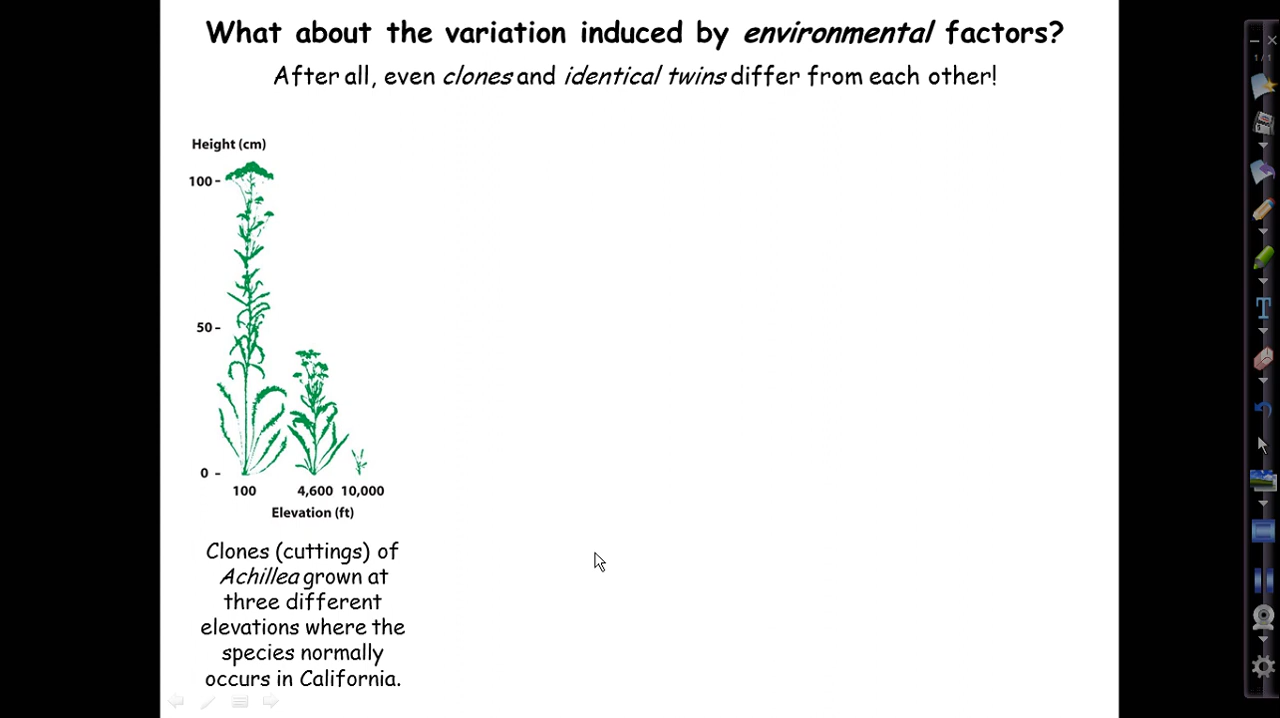 What about the variation induced by environmental factors?
After all, even clones and identical twins differ from each other!
Height (cm)
100 -
50 -
0 -
100 4,600 10,000
Elevation (ft)
Clones (cuttings) of
Achillea grown at
three different
elevations where the
species normally
occurs in California.
1/1
T